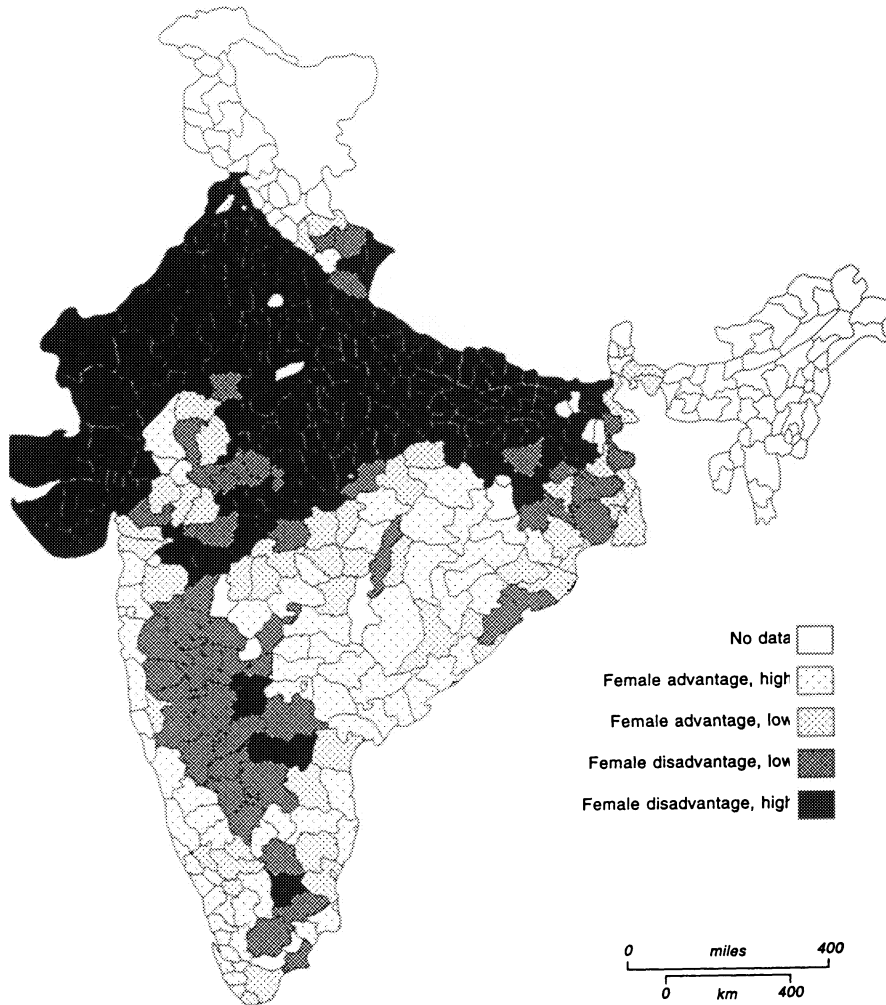 No data
Female advantage, high
Female advantage, low
Female disadvantage, low
Female disadvantage, high
0 miles 400
0 km 400